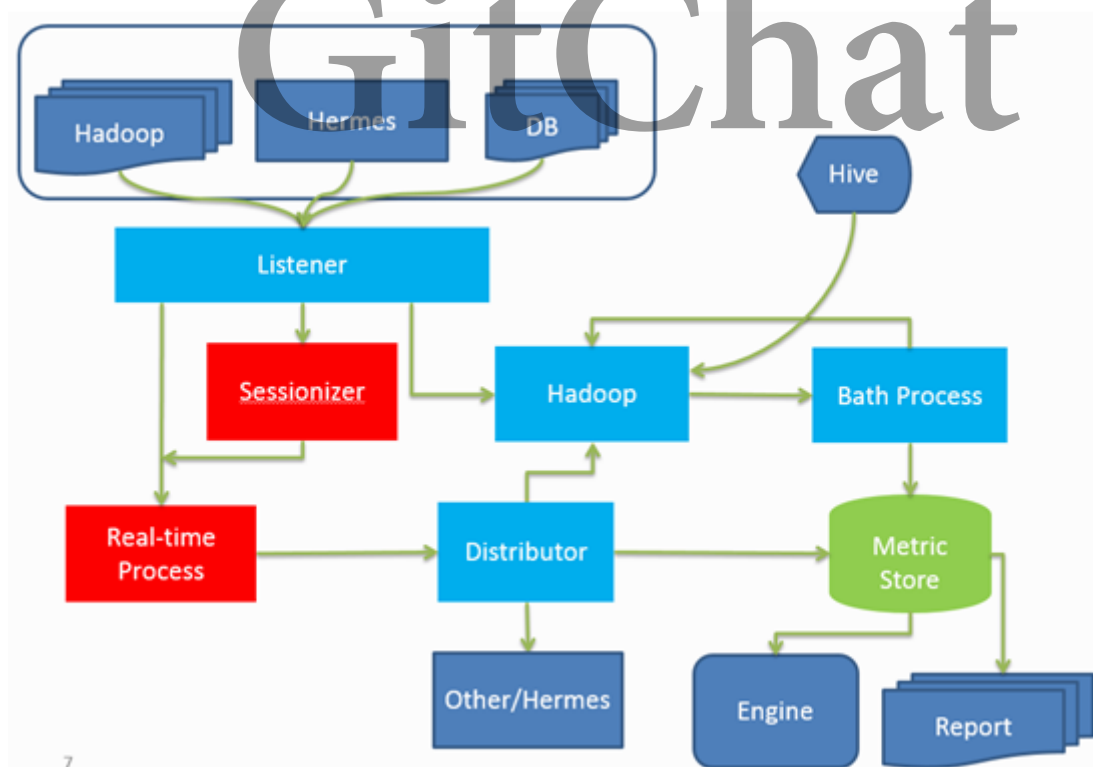 GitChat
Hadoop
Hermes
DB
Hive
Listener
Sessionizer
Hadoop
Bath Process
Real-time
Process
Distributor
Metric
Store
Other/Hermes
Engine
Report
7